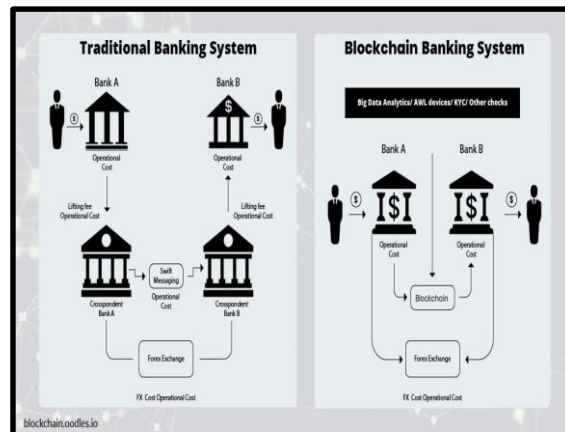 Traditional Banking System
Bank A
Bank B
$
$
$
Operational
Cost
Operational
Cost
Lifting fee
Operational Cost
Lifting fee
Operational Cost
Swift
Messaging
Operational
Cost
Crosspondent
Bank A
Crosspondent
Bank B
Forex Exchange
FX Cost Operational Cost
Blockchain Banking System
Big Data Analytics/ AWL devices/ KYC/ Other checks
Bank A
Bank B
$
$
$
$
Operational
Cost
Operational
Cost
Blockchain
Forex Exchange
FX Cost Operational Cost
blockchain.oodles.io